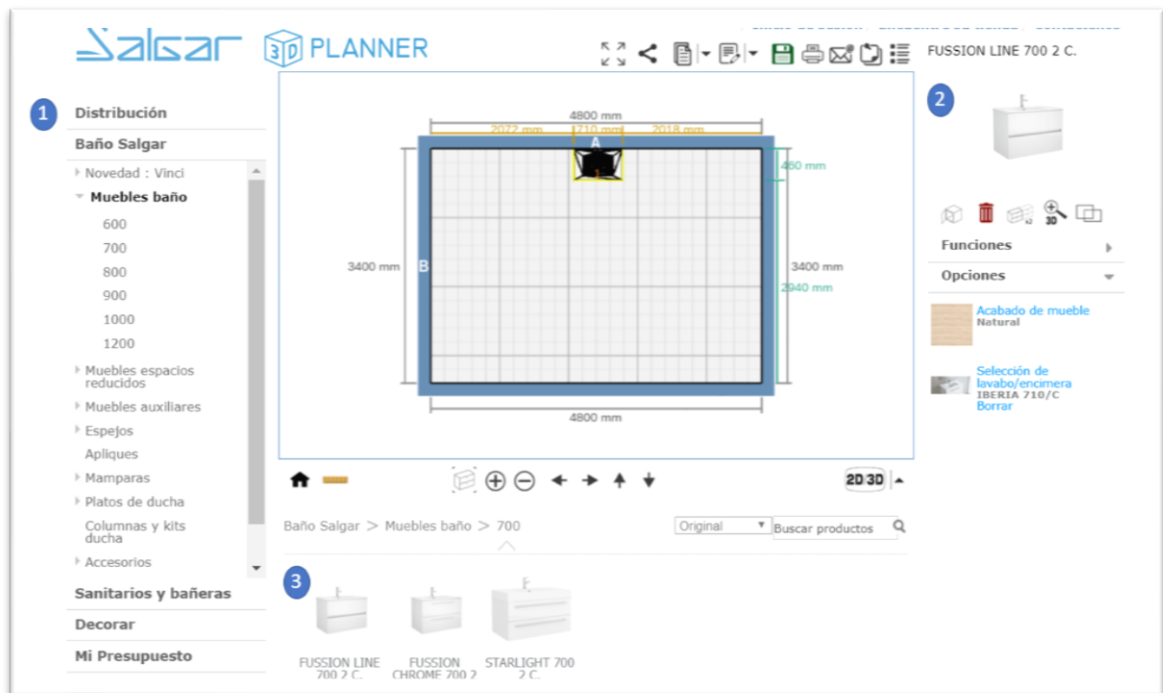 Salgar 3D PLANNER
FUSSION LINE 700 2 C.
1
Distribución
Baño Salgar
Novedad : Vinci
Muebles baño
600
700
800
900
1000
1200
Muebles espacios
reducidos
Muebles auxiliares
Espejos
Apliques
Mamparas
Platos de ducha
Columnas y kits
ducha
Accesorios
Sanitarios y bañeras
Decorar
Mi Presupuesto
4800 mm
2072 mm
710 mm
2018 mm
A
460 mm
3400 mm
B
3400 mm
2940 mm
4800 mm
2D/3D
Baño Salgar > Muebles baño > 700
Original
Buscar productos
3
FUSSION LINE
700 2 C.
FUSSION
CHROME 700 2
STARLIGHT 700
2 C.
2
x2
3D
Funciones
Opciones
Acabado de mueble
Natural
Selección de
lavabo/encimera
IBERIA 710/C
Borrar